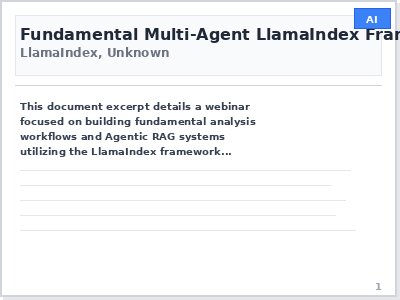 AI
Fundamental Multi-Agent LlamaIndex
LlamaIndex, Unknown
This document excerpt details a webinar
focused on building fundamental analysis
workflows and Agentic RAG systems
utilizing the LlamaIndex framework...
1